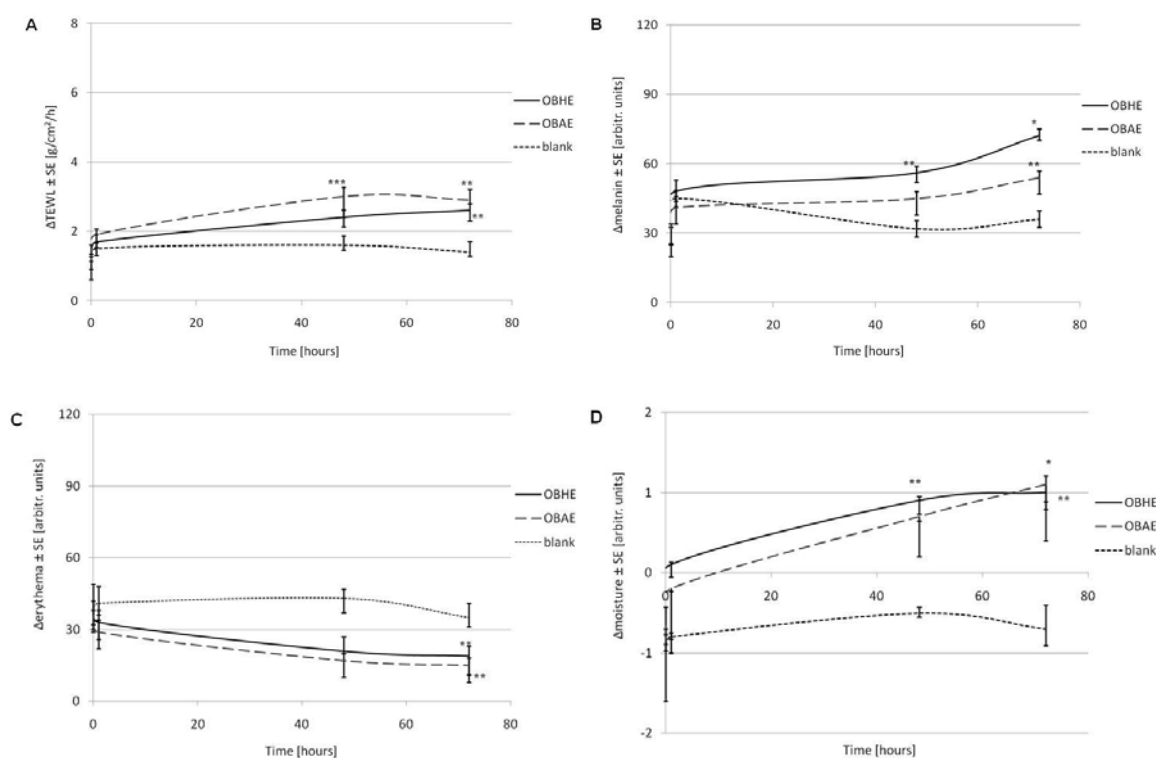 A
ΔTEWL ± SE [g/cm²/h]
8
6
4
2
0
***
**
**
0 20 40 60 80
Time [hours]
OBHE
OBAE
blank
B
Δmelanin ± SE [arbitr. units]
120
90
60
30
0
**
*
**
0 20 40 60 80
Time [hours]
OBHE
OBAE
blank
C
Δerythema ± SE [arbitr. units]
120
90
60
30
0
**
**
0 20 40 60 80
Time [hours]
OBHE
OBAE
blank
D
Δmoisture ± SE [arbitr. units]
2
1
0
-1
-2
**
*
**
0 20 40 60 80
Time [hours]
OBHE
OBAE
blank